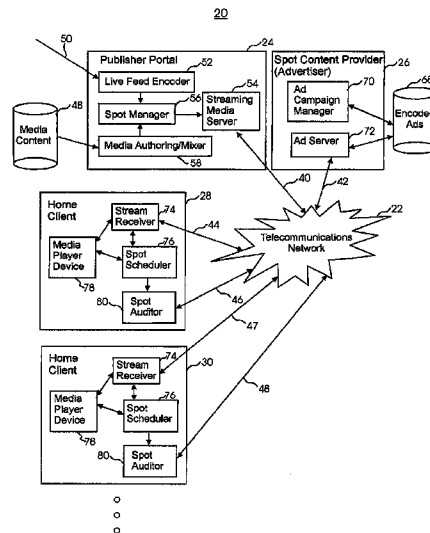 20
50
Publisher Portal
24
Live Feed Encoder
52
54
Spot Manager
56
Streaming
Media
Server
Media Authoring/Mixer
58
48
Media
Content
Spot Content Provider
(Advertiser)
26
70
Ad
Campaign
Manager
Ad Server
72
68
Encoded
Ads
40
42
22
Telecommunications
Network
Home
Client
28
74
Stream
Receiver
44
Media
Player
Device
78
76
Spot
Scheduler
80
Spot
Auditor
46
47
Home
Client
30
74
Stream
Receiver
Media
Player
Device
78
76
Spot
Scheduler
80
Spot
Auditor
48